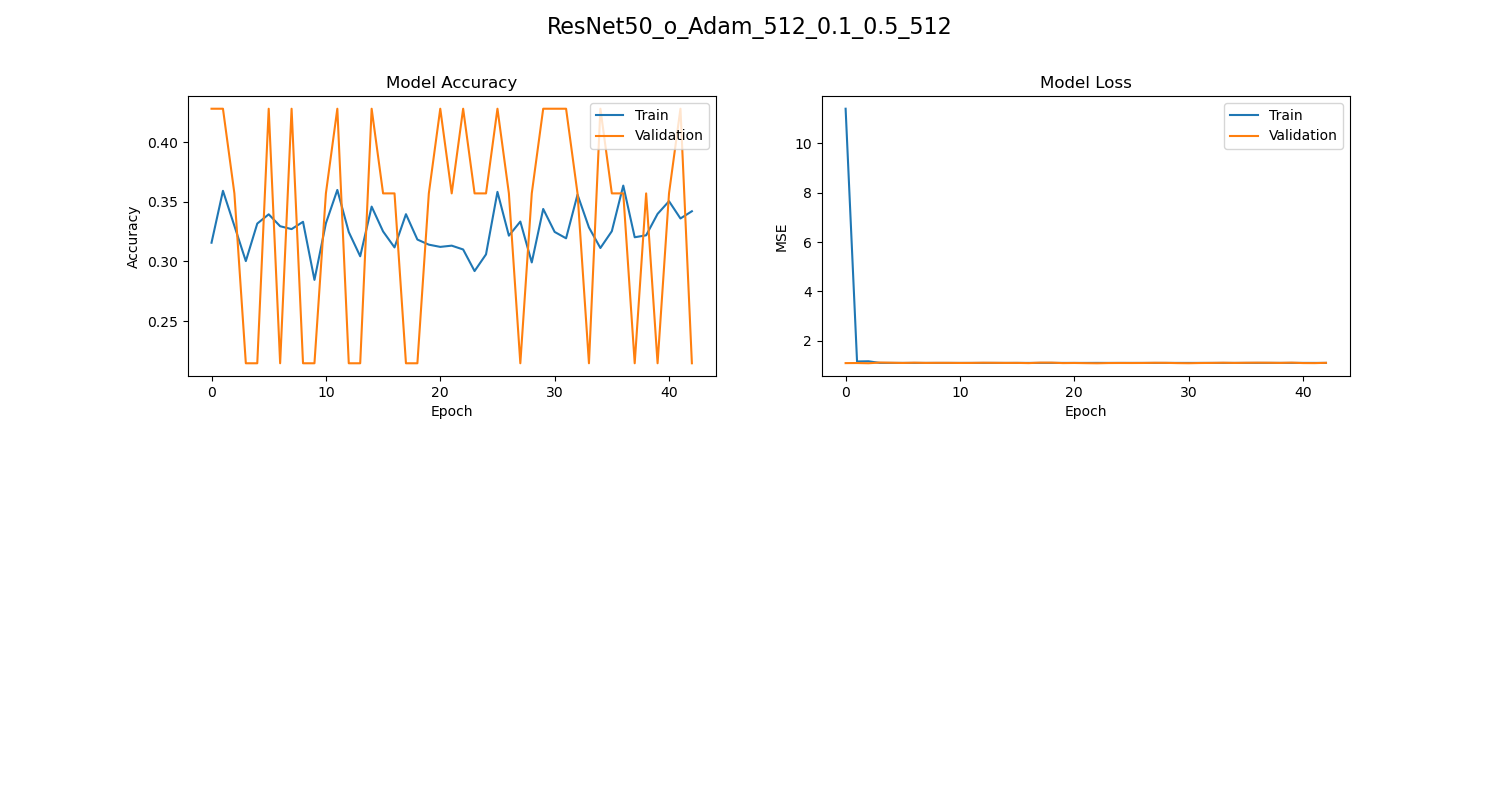 ResNet50_o_Adam_512_0.1_0.5_512
Model Accuracy
Train
Validation
0.40
0.35
0.30
0.25
Accuracy
0 10 20 30 40
Epoch
Model Loss
Train
Validation
10
8
6
4
2
MSE
0 10 20 30 40
Epoch